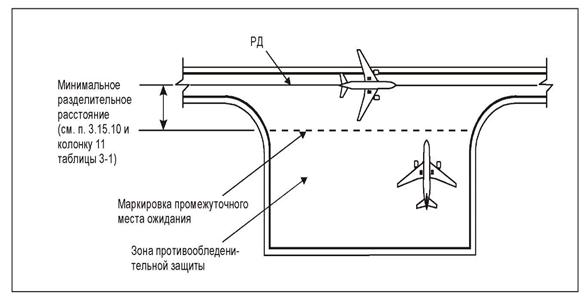 РД
Минимальное
разделительное
расстояние
(см. п. 3.15.10 и
колонку 11
таблицы 3-1)
Маркировка промежуточного
места ожидания
Зона противообледени-
тельной защиты